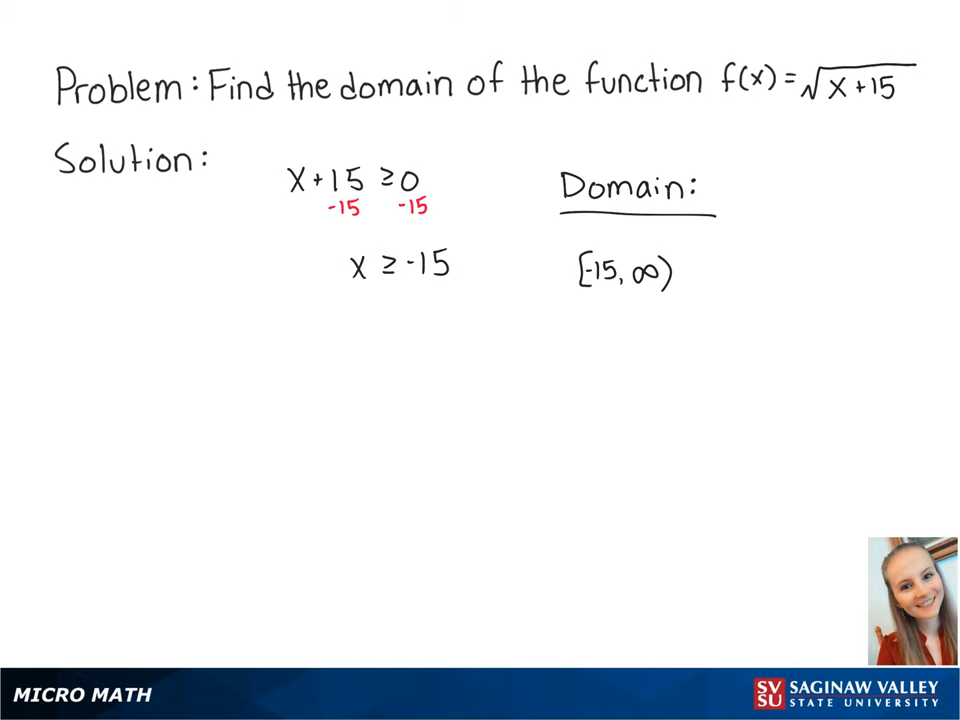 Problem: Find the domain of the function f(x) = √x + 15
Solution:
x + 15 ≥ 0
-15 -15
x ≥ -15
Domain:
[-15, ∞)
MICRO MATH
SV SU
SAGINAW VALLEY
STATE UNIVERSITY